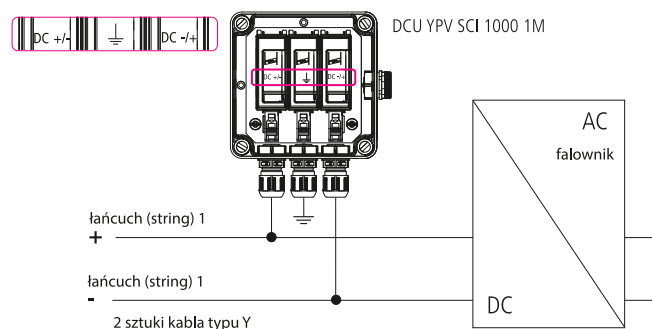 DC +/-
DC -/+
DCU YPV SCI 1000 1M
DC +/-
DC -/+
AC
falownik
łańcuch (string) 1
+
łańcuch (string) 1
-
DC
2 sztuki kabla typu Y